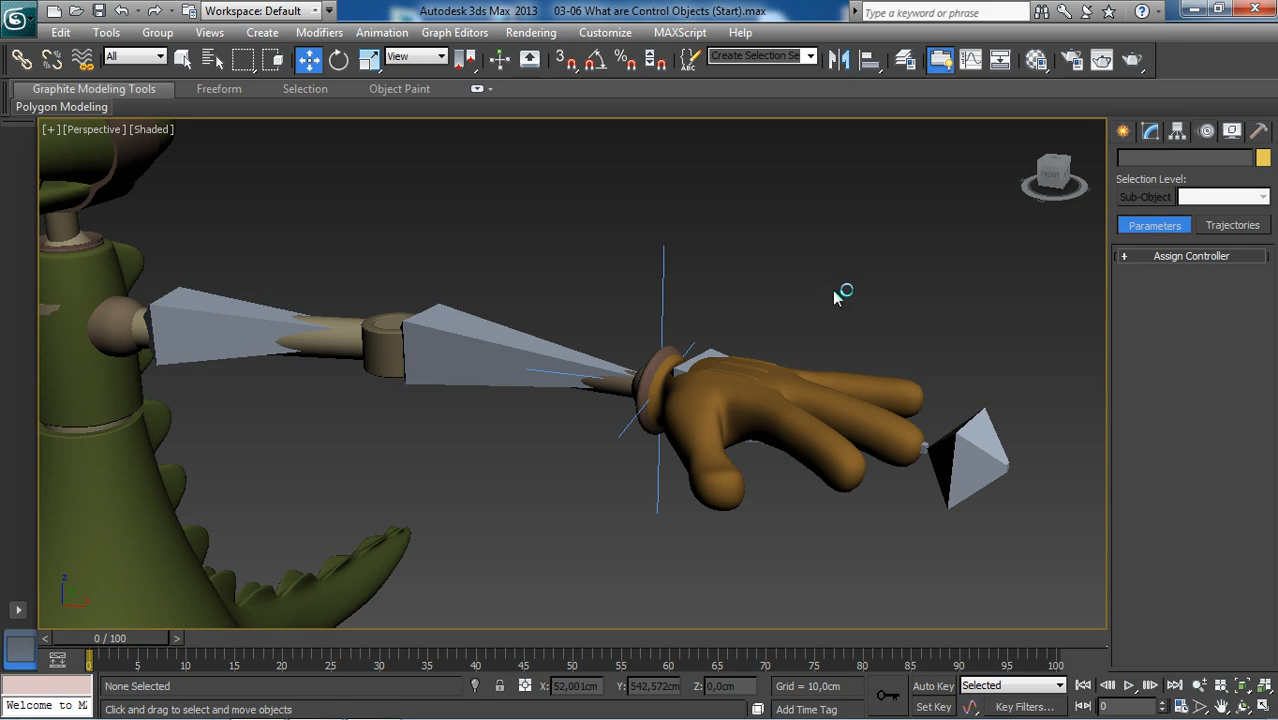 Workspace: Default
Autodesk 3ds Max 2013
03-06 What are Control Objects (Start).max
Type a keyword or phrase
Edit Tools Group Views Create Modifiers Animation Graph Editors Rendering Customize MAXScript Help
All View 3 Create Selection Se
Graphite Modeling Tools Freeform Selection Object Paint
Polygon Modeling
[+] [Perspective] [Shaded]
Selection Level:
Sub-Object
Parameters Trajectories
+ Assign Controller
z
x
< 0 / 100 >
0 5 10 15 20 25 30 35 40 45 50 55 60 65 70 75 80 85 90 95 100
None Selected X: 52,001cm Y: 542,572cm Z: 0,0cm Grid = 10,0cm Auto Key Selected
Welcome to M Click and drag to select and move objects Add Time Tag Set Key Key Filters... 0